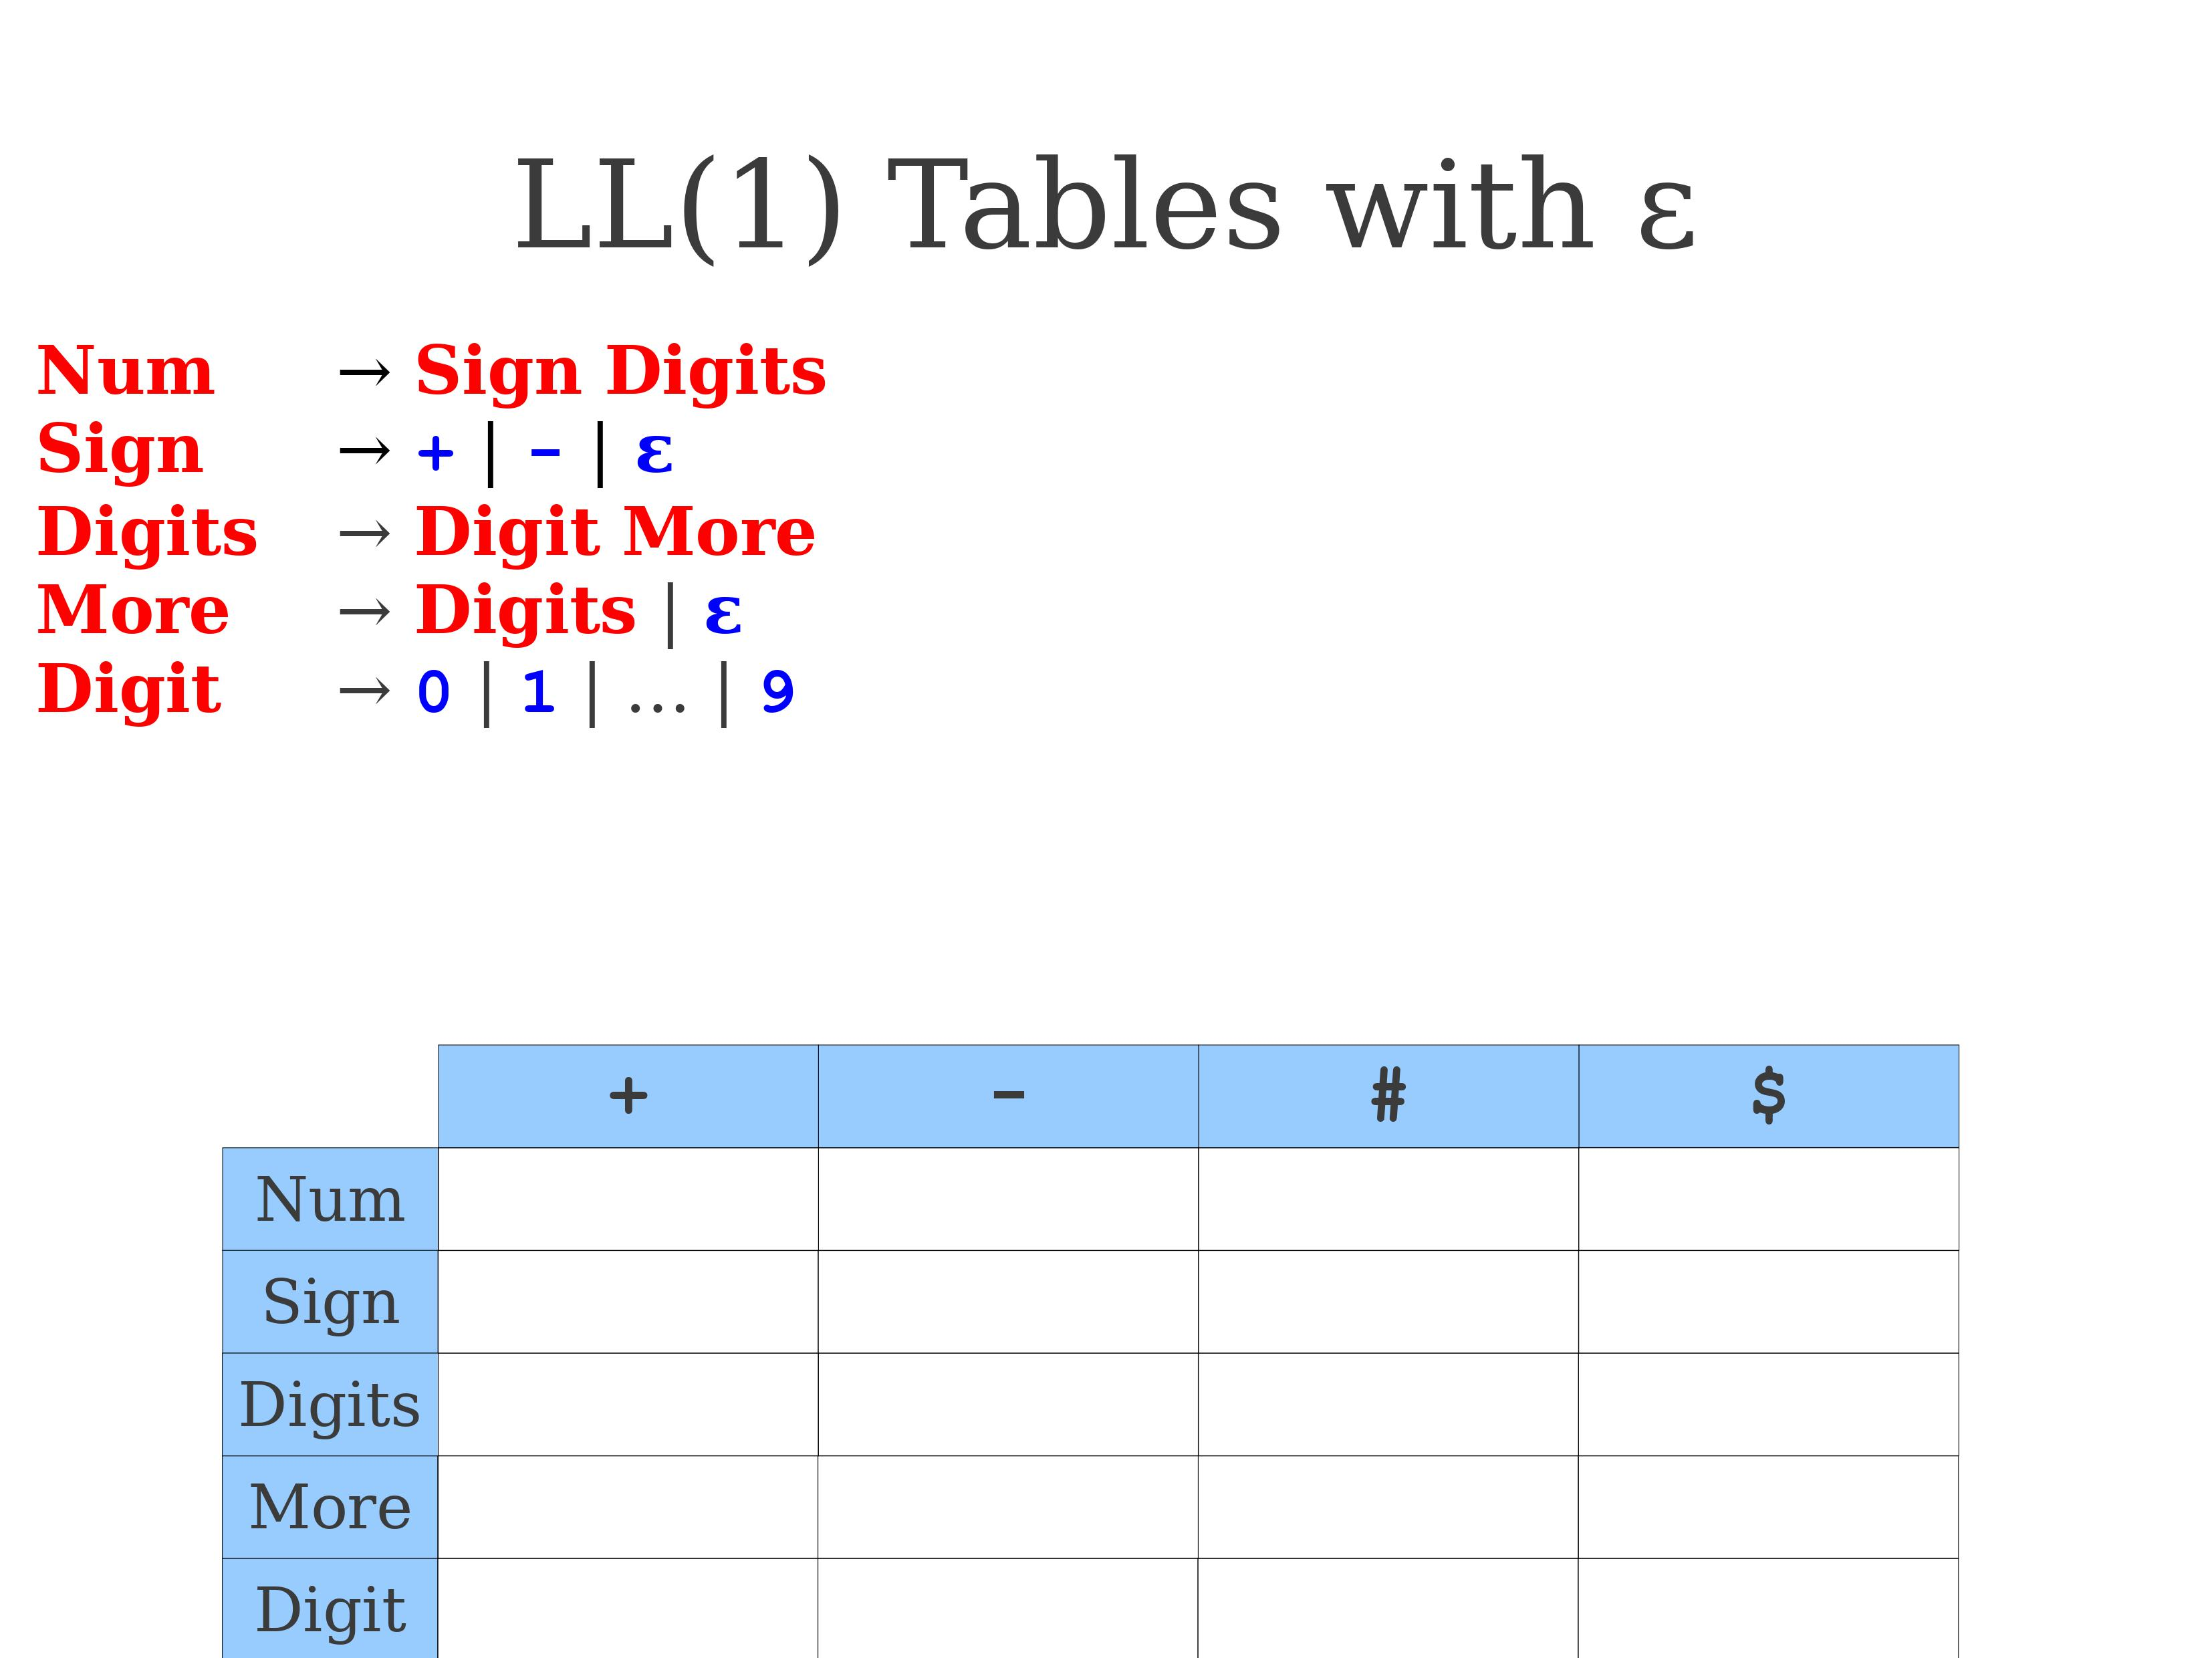 LL(1) Tables with ε
Num → Sign Digits
Sign → + | - | ε
Digits → Digit More
More → Digits | ε
Digit → 0 | 1 | … | 9
+ - # $
Num
Sign
Digits
More
Digit